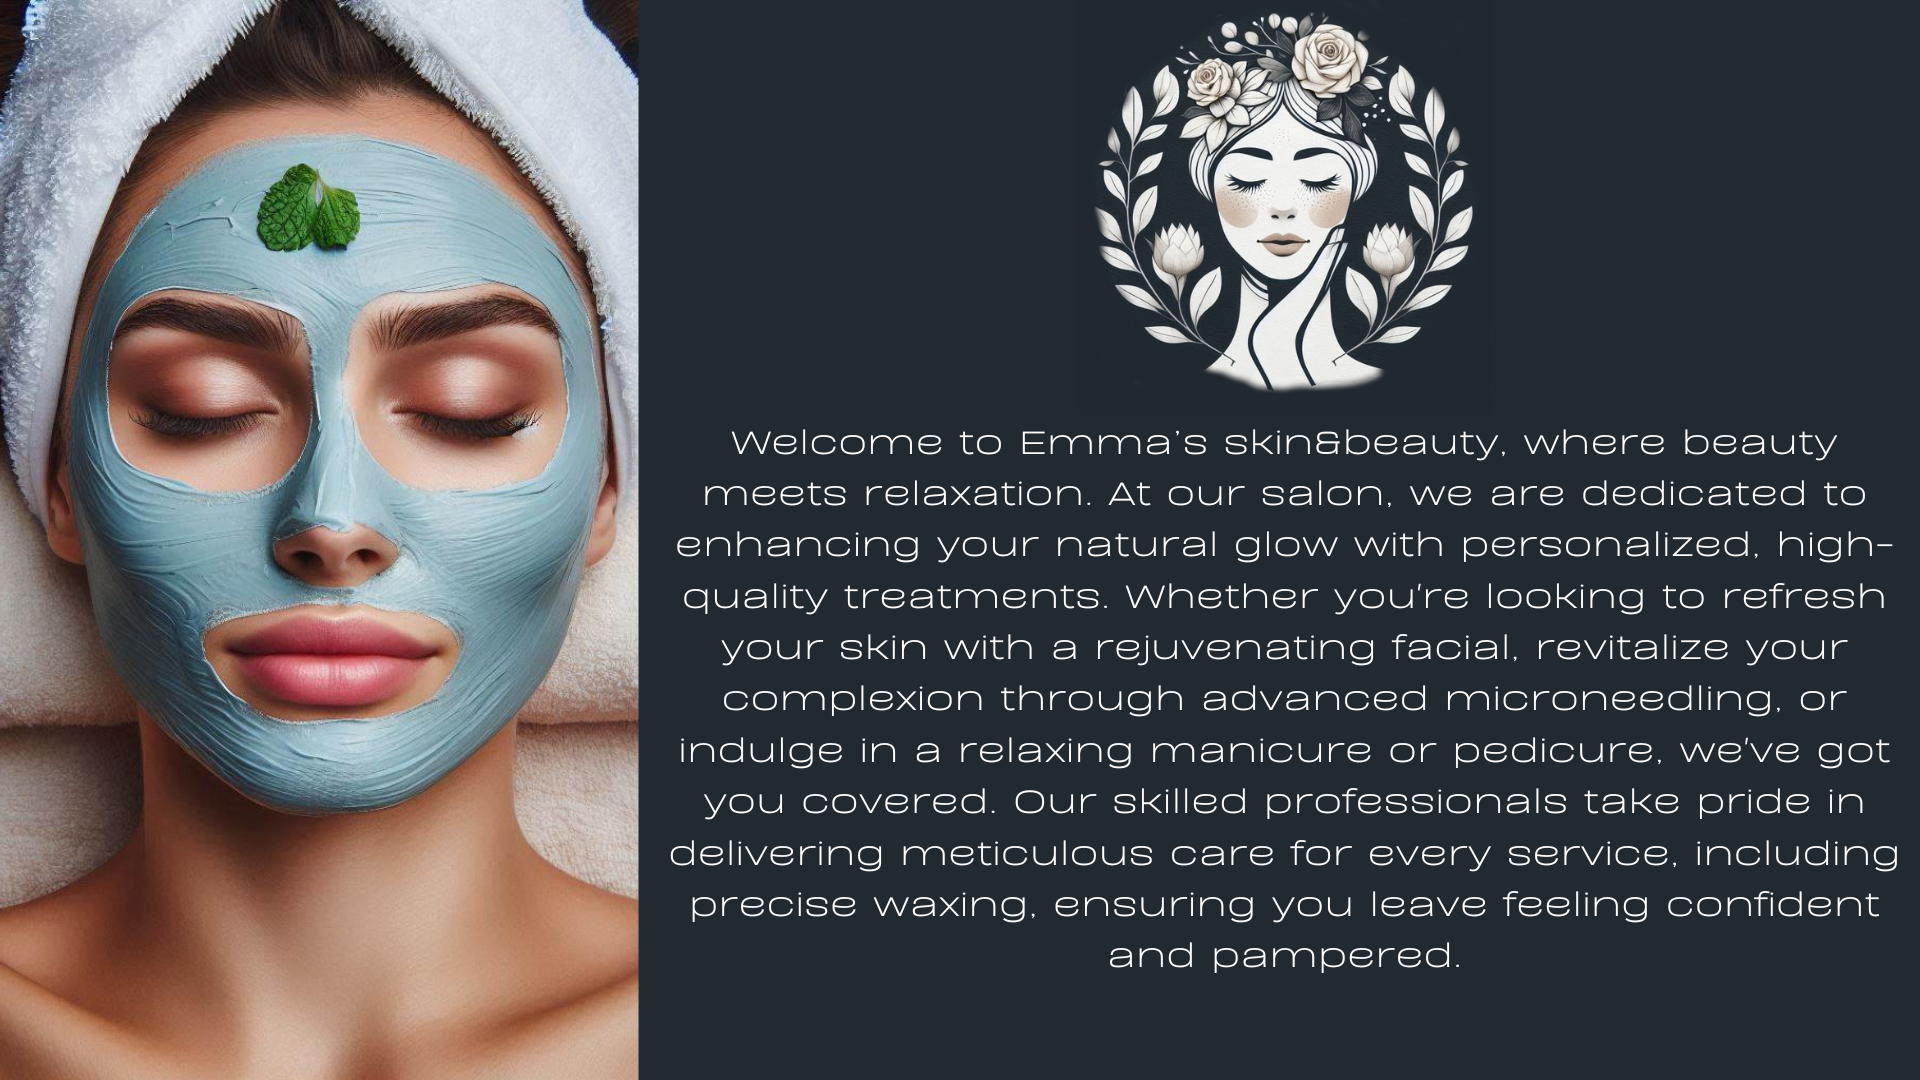 Welcome to Emma's skin&beauty, where beauty
meets relaxation. At our salon, we are dedicated to
enhancing your natural glow with personalized, high-
quality treatments. Whether you're looking to refresh
your skin with a rejuvenating facial, revitalize your
complexion through advanced microneedling, or
indulge in a relaxing manicure or pedicure, we've got
you covered. Our skilled professionals take pride in
delivering meticulous care for every service, including
precise waxing, ensuring you leave feeling confident
and pampered.